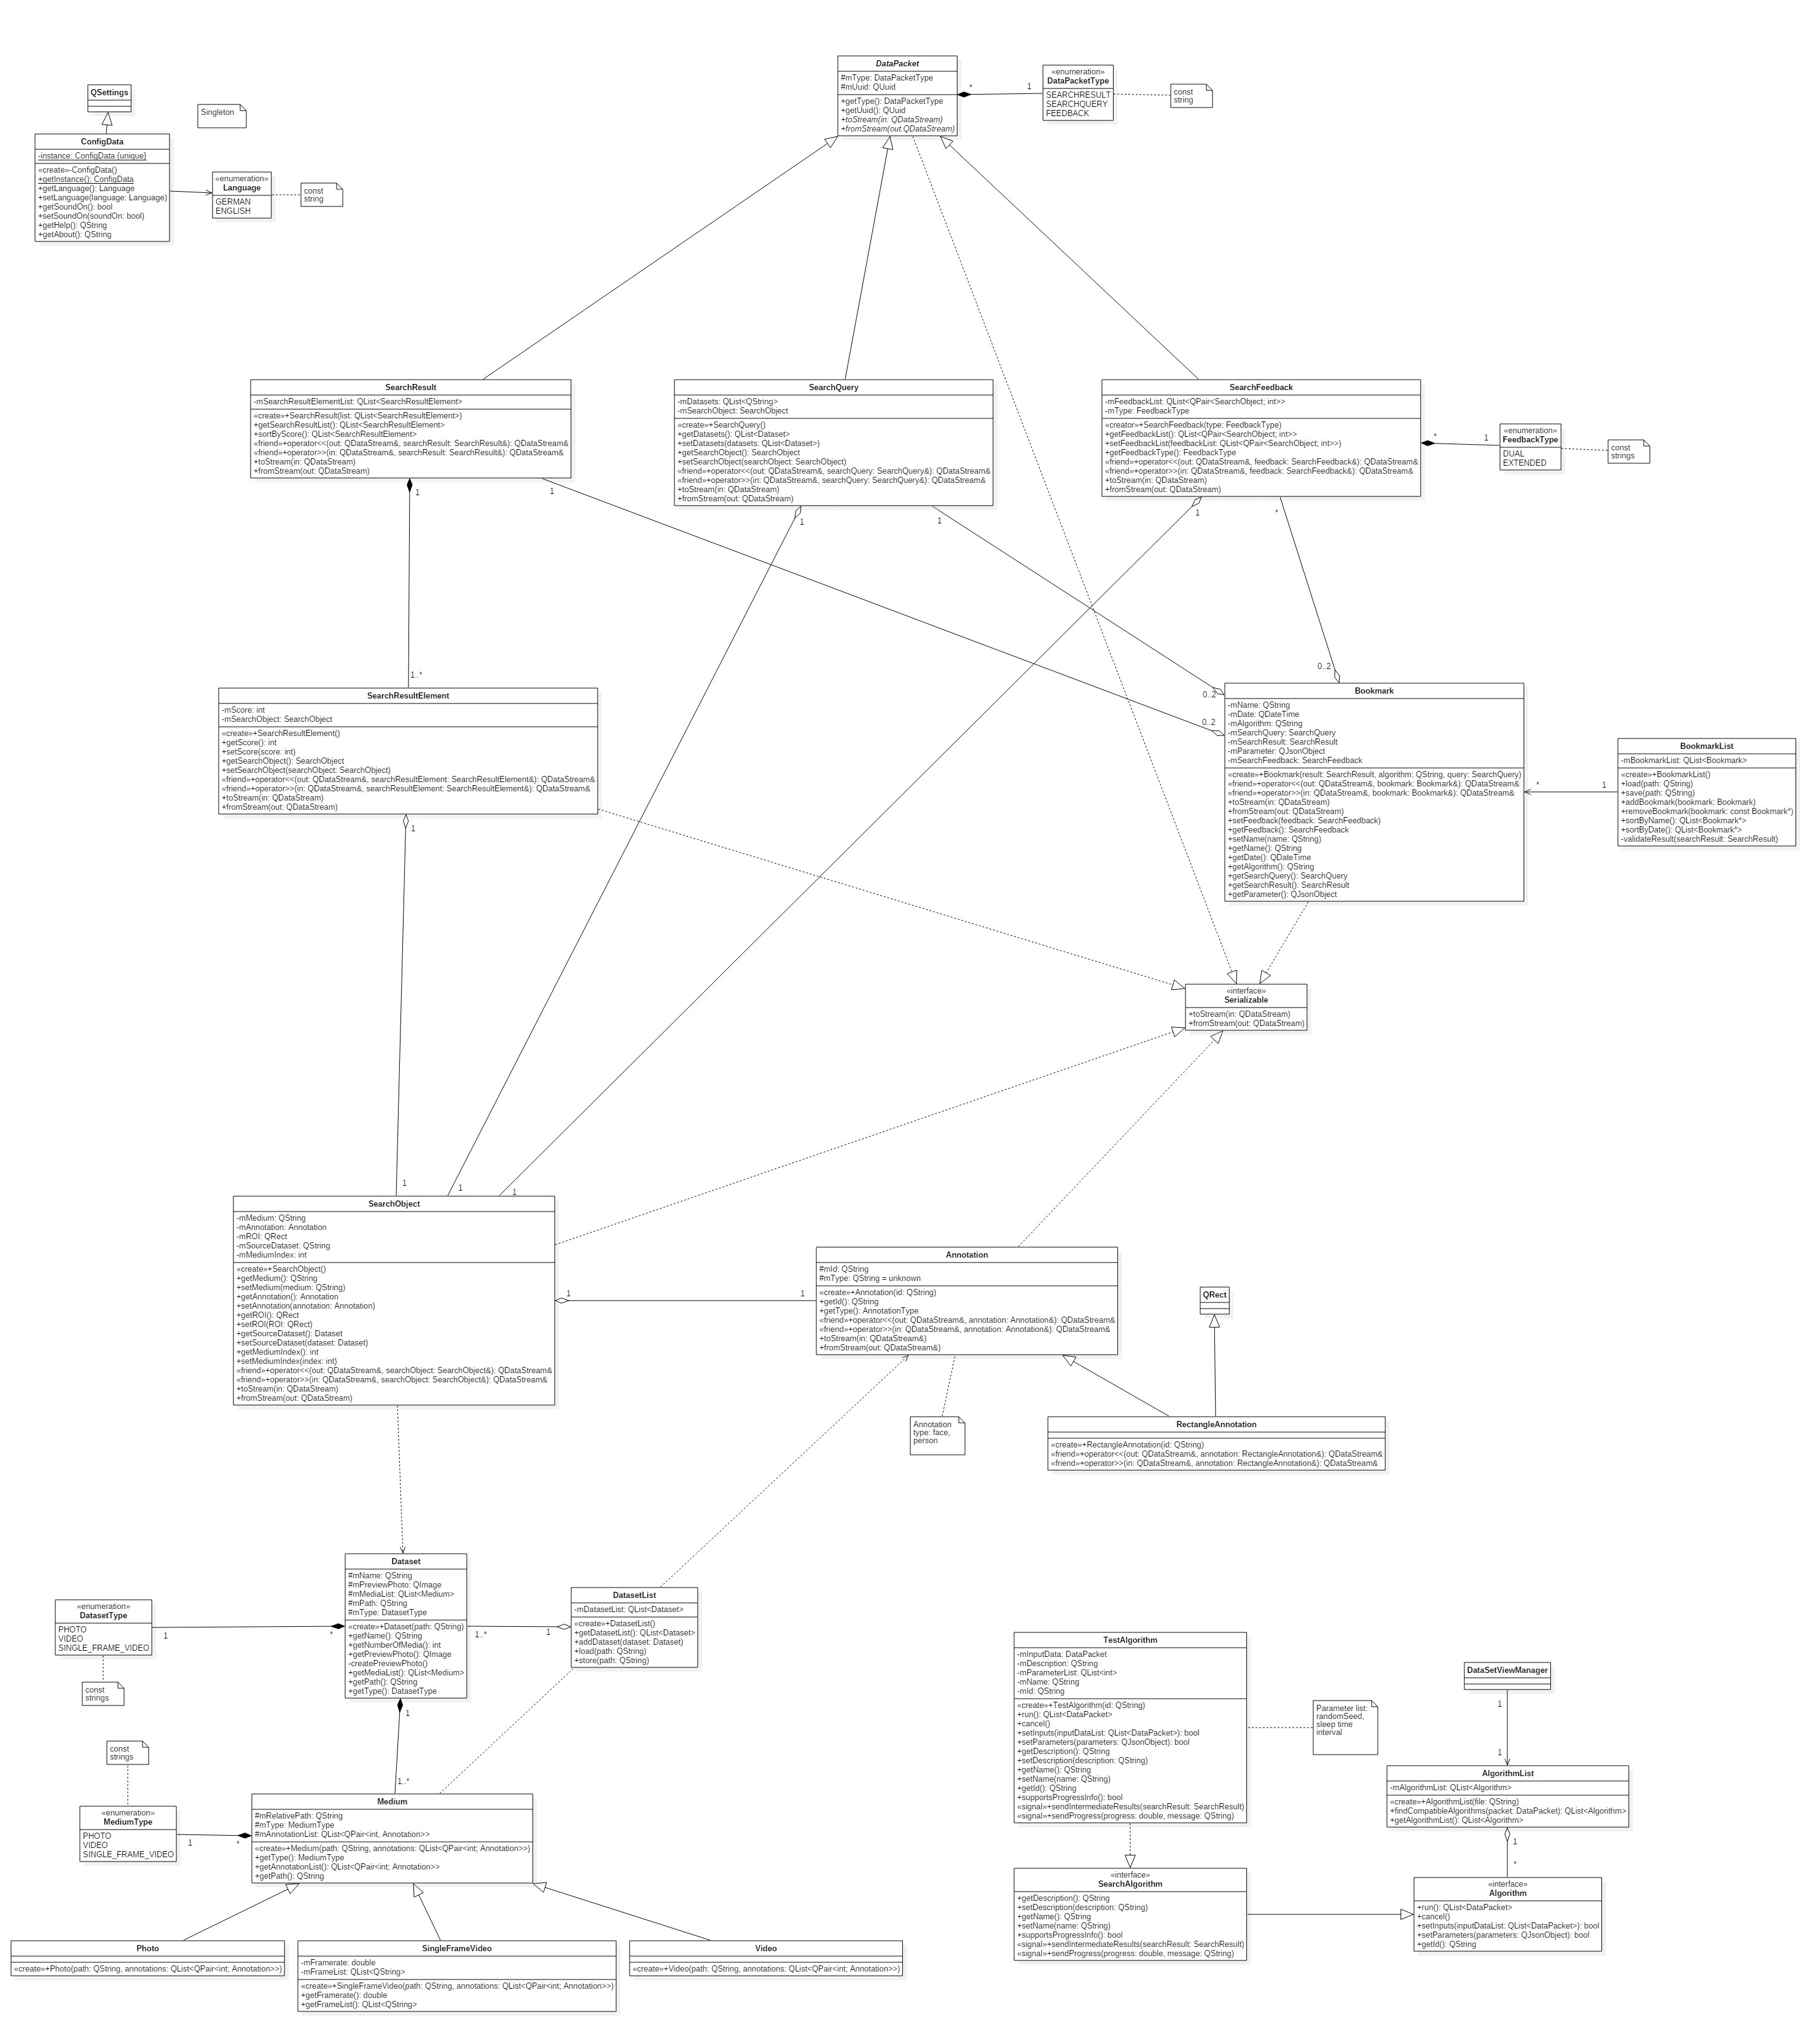 DataPacket
#mType: DataPacketType
#mUuid: QUuid
+getType(): DataPacketType
+getUuid(): QUuid
+toStream(in: QDataStream)
+fromStream(out QDataStream)
*
1
«enumeration»
DataPacketType
SEARCHRESULT
SEARCHQUERY
FEEDBACK
const
string
QSettings
Singleton
ConfigData
-instance: ConfigData {unique}
«create»-ConfigData()
+getInstance(): ConfigData
+getLanguage(): Language
+setLanguage(language: Language)
+getSoundOn(): bool
+setSoundOn(soundOn: bool)
+getHelp(): QString
+getAbout(): QString
«enumeration»
Language
GERMAN
ENGLISH
const
string
SearchResult
-mSearchResultElementList: QList<SearchResultElement>
«create»+SearchResult(list: QList<SearchResultElement>)
+getSearchResultList(): QList<SearchResultElement>
+sortByScore(): QList<SearchResultElement>
«friend»+operator<<(out: QDataStream&, searchResult: SearchResult&): QDataStream&
«friend»+operator>>(in: QDataStream&, searchResult: SearchResult&): QDataStream&
+toStream(in: QDataStream)
+fromStream(out: QDataStream)
1
1
SearchQuery
-mDatasets: QList<QString>
-mSearchObject: SearchObject
«create»+SearchQuery()
+getDatasets(): QList<Dataset>
+setDatasets(datasets: QList<Dataset>)
+getSearchObject(): SearchObject
+setSearchObject(searchObject: SearchObject)
«friend»+operator<<(out: QDataStream&, searchQuery: SearchQuery&): QDataStream&
«friend»+operator>>(in: QDataStream&, searchQuery: SearchQuery&): QDataStream&
+toStream(in: QDataStream)
+fromStream(out: QDataStream)
1
1
SearchFeedback
-mFeedbackList: QList<QPair<SearchObject; int>>
-mType: FeedbackType
«creator»+SearchFeedback(type: FeedbackType)
+getFeedbackList(): QList<QPair<SearchObject; int>>
+setFeedbackList(feedbackList: QList<QPair<SearchObject; int>>)
+getFeedbackType(): FeedbackType
«friend»+operator<<(out: QDataStream&, feedback: SearchFeedback&): QDataStream&
«friend»+operator>>(in: QDataStream&, feedback: SearchFeedback&): QDataStream&
+toStream(in: QDataStream)
+fromStream(out: QDataStream)
1
*
*
1
«enumeration»
FeedbackType
DUAL
EXTENDED
const
strings
1..*
SearchResultElement
-mScore: int
-mSearchObject: SearchObject
«create»+SearchResultElement()
+getScore(): int
+setScore(score: int)
+getSearchObject(): SearchObject
+setSearchObject(searchObject: SearchObject)
«friend»+operator<<(out: QDataStream&, searchResultElement: SearchResultElement&): QDataStream&
«friend»+operator>>(in: QDataStream&, searchResultElement: SearchResultElement&): QDataStream&
+toStream(in: QDataStream)
+fromStream(out: QDataStream)
1
0..2
0..2
0..2
Bookmark
-mName: QString
-mDate: QDateTime
-mAlgorithm: QString
-mSearchQuery: SearchQuery
-mSearchResult: SearchResult
-mParameter: QJsonObject
-mSearchFeedback: SearchFeedback
«create»+Bookmark(result: SearchResult, algorithm: QString, query: SearchQuery)
«friend»+operator<<(out: QDataStream&, bookmark: Bookmark&): QDataStream&
«friend»+operator>>(in: QDataStream&, bookmark: Bookmark&): QDataStream&
+toStream(in: QDataStream)
+fromStream(out: QDataStream)
+setFeedback(feedback: SearchFeedback)
+getFeedback(): SearchFeedback
+setName(name: QString)
+getName(): QString
+getDate(): QDateTime
+getAlgorithm(): QString
+getSearchQuery(): SearchQuery
+getSearchResult(): SearchResult
+getParameter(): QJsonObject
*
1
BookmarkList
-mBookmarkList: QList<Bookmark>
«create»+BookmarkList()
+load(path: QString)
+save(path: QString)
+addBookmark(bookmark: Bookmark)
+removeBookmark(bookmark: const Bookmark*)
+sortByName(): QList<Bookmark*>
+sortByDate(): QList<Bookmark*>
-validateResult(searchResult: SearchResult)
«interface»
Serializable
+toStream(in: QDataStream)
+fromStream(out: QDataStream)
1
1
1
SearchObject
-mMedium: QString
-mAnnotation: Annotation
-mROI: QRect
-mSourceDataset: QString
-mMediumIndex: int
«create»+SearchObject()
+getMedium(): QString
+setMedium(medium: QString)
+getAnnotation(): Annotation
+setAnnotation(annotation: Annotation)
+getROI(): QRect
+setROI(ROI: QRect)
+getSourceDataset(): Dataset
+setSourceDataset(dataset: Dataset)
+getMediumIndex(): int
+setMediumIndex(index: int)
«friend»+operator<<(out: QDataStream&, searchObject: SearchObject&): QDataStream&
«friend»+operator>>(in: QDataStream&, searchObject: SearchObject&): QDataStream&
+toStream(in: QDataStream)
+fromStream(out: QDataStream)
1
1
Annotation
#mId: QString
#mType: QString = unknown
«create»+Annotation(id: QString)
+getId(): QString
+getType(): AnnotationType
«friend»+operator<<(out: QDataStream&, annotation: Annotation&): QDataStream&
«friend»+operator>>(in: QDataStream&, annotation: Annotation&): QDataStream&
+toStream(in: QDataStream&)
+fromStream(out: QDataStream&)
QRect
Annotation
type: face,
person
RectangleAnnotation
«create»+RectangleAnnotation(id: QString)
«friend»+operator<<(out: QDataStream&, annotation: RectangleAnnotation&): QDataStream&
«friend»+operator>>(in: QDataStream&, annotation: RectangleAnnotation&): QDataStream&
Dataset
#mName: QString
#mPreviewPhoto: QImage
#mMediaList: QList<Medium>
#mPath: QString
#mType: DatasetType
«create»+Dataset(path: QString)
+getName(): QString
+getNumberOfMedia(): int
+getPreviewPhoto(): QImage
-createPreviewPhoto()
+getMediaList(): QList<Medium>
+getPath(): QString
+getType(): DatasetType
«enumeration»
DatasetType
PHOTO
VIDEO
SINGLE_FRAME_VIDEO
1
*
const
strings
1..*
1
DatasetList
-mDatasetList: QList<Dataset>
«create»+DatasetList()
+getDatasetList(): QList<Dataset>
+addDataset(dataset: Dataset)
+load(path: QString)
+store(path: QString)
1
1..*
const
strings
«enumeration»
MediumType
PHOTO
VIDEO
SINGLE_FRAME_VIDEO
1
*
Medium
#mRelativePath: QString
#mType: MediumType
#mAnnotationList: QList<QPair<int, Annotation>>
«create»+Medium(path: QString, annotations: QList<QPair<int; Annotation>>)
+getType(): MediumType
+getAnnotationList(): QList<QPair<int; Annotation>>
+getPath(): QString
Photo
«create»+Photo(path: QString, annotations: QList<QPair<int; Annotation>>)
SingleFrameVideo
-mFramerate: double
-mFrameList: QList<QString>
«create»+SingleFrameVideo(path: QString, annotations: QList<QPair<int; Annotation>>)
+getFramerate(): double
+getFrameList(): QList<QString>
Video
«create»+Video(path: QString, annotations: QList<QPair<int; Annotation>>)
TestAlgorithm
-mInputData: DataPacket
-mDescription: QString
-mParameterList: QList<int>
-mName: QString
-mId: QString
«create»+TestAlgorithm(id: QString)
+run(): QList<DataPacket>
+cancel()
+setInputs(inputDataList: QList<DataPacket>): bool
+setParameters(parameters: QJsonObject): bool
+getDescription(): QString
+setDescription(description: QString)
+getName(): QString
+setName(name: QString)
+getId(): QString
+supportsProgressInfo(): bool
«signal»+sendIntermediateResults(searchResult: SearchResult)
«signal»+sendProgress(progress: double, message: QString)
Parameter list:
randomSeed,
sleep time
interval
DataSetViewManager
1
1
AlgorithmList
-mAlgorithmList: QList<Algorithm>
«create»+AlgorithmList(file: QString)
+findCompatibleAlgorithms(packet: DataPacket): QList<Algorithm>
+getAlgorithmList(): QList<Algorithm>
1
*
«interface»
SearchAlgorithm
+getDescription(): QString
+setDescription(description: QString)
+getName(): QString
+setName(name: QString)
+supportsProgressInfo(): bool
«signal»+sendIntermediateResults(searchResult: SearchResult)
«signal»+sendProgress(progress: double, message: QString)
«interface»
Algorithm
+run(): QList<DataPacket>
+cancel()
+setInputs(inputDataList: QList<DataPacket>): bool
+setParameters(parameters: QJsonObject): bool
+getId(): QString